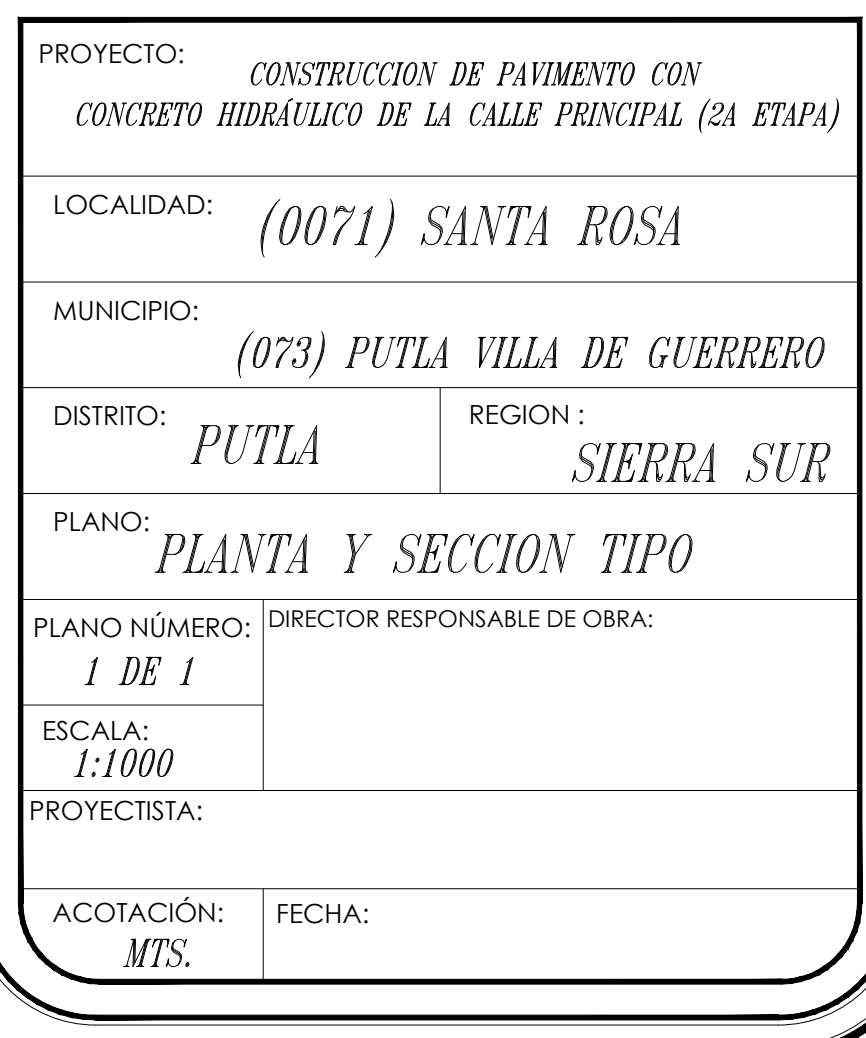 PROYECTO:
CONSTRUCCION DE PAVIMENTO CON
CONCRETO HIDRÁULICO DE LA CALLE PRINCIPAL (2A ETAPA)
LOCALIDAD:
(0071) SANTA ROSA
MUNICIPIO:
(073) PUTLA VILLA DE GUERRERO
DISTRITO:
PUTLA
REGION :
SIERRA SUR
PLANO:
PLANTA Y SECCION TIPO
PLANO NÚMERO:
1 DE 1
DIRECTOR RESPONSABLE DE OBRA:
ESCALA:
1:1000
PROYECTISTA:
ACOTACIÓN:
MTS.
FECHA: